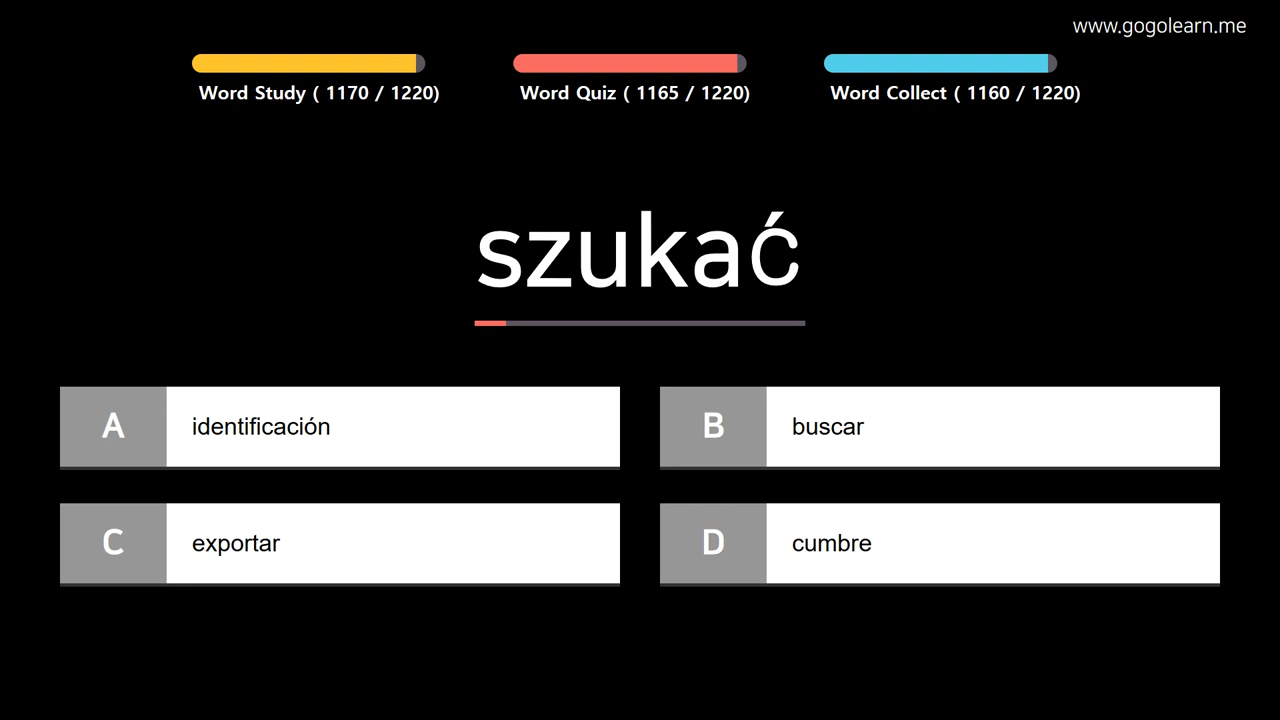 www.gogolearn.me
Word Study ( 1170 / 1220)
Word Quiz ( 1165 / 1220)
Word Collect ( 1160 / 1220)
szukać
A identificación
B buscar
C exportar
D cumbre